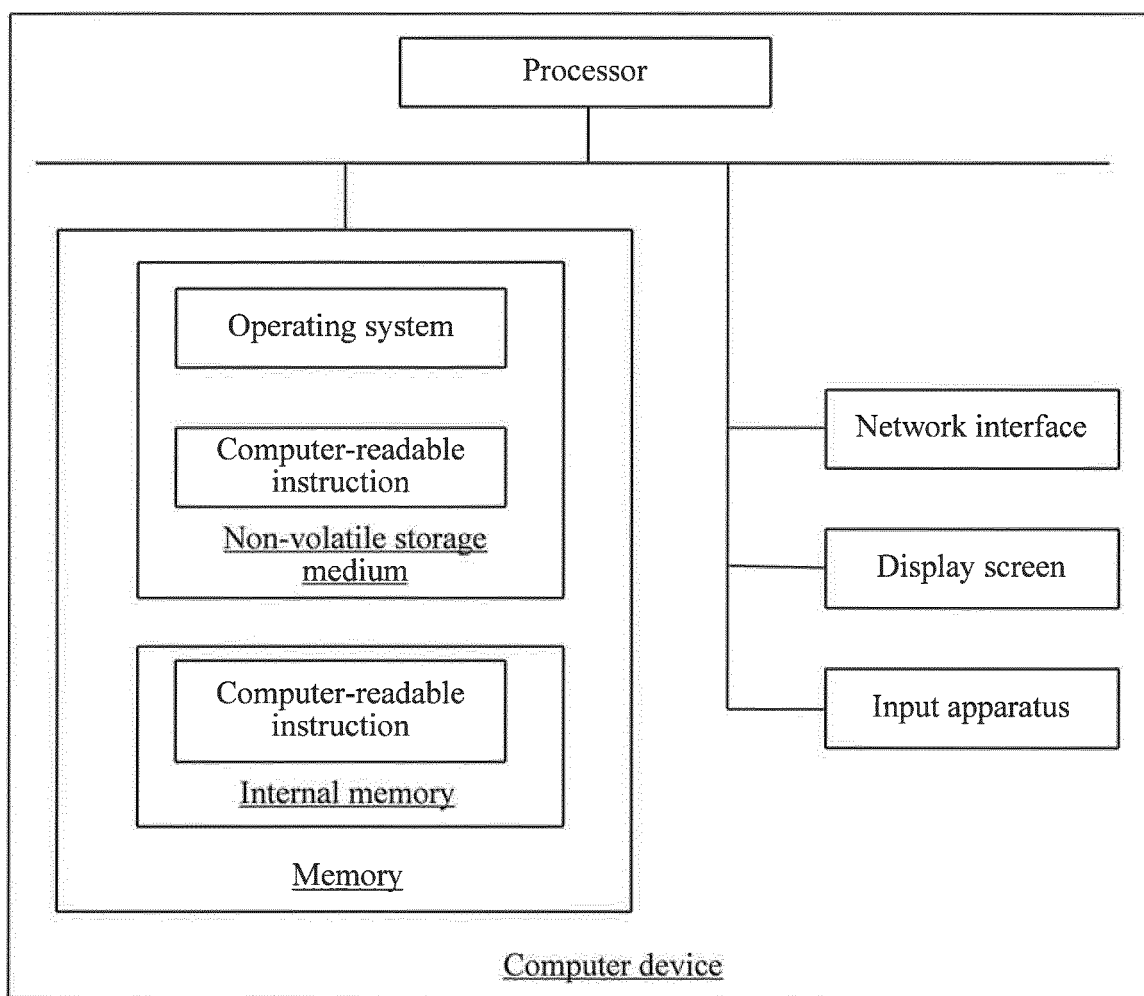 Processor
Operating system
Computer-readable
instruction
Non-volatile storage
medium
Computer-readable
instruction
Internal memory
Memory
Network interface
Display screen
Input apparatus
Computer device